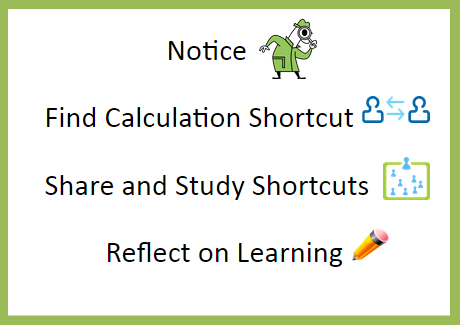 Notice
Find Calculation Shortcut
Share and Study Shortcuts
Reflect on Learning